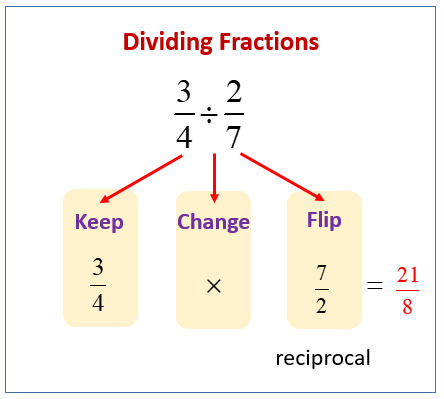 Dividing Fractions
3/4 ÷ 2/7
Keep Change Flip
3/4 × 7/2 = 21/8
reciprocal